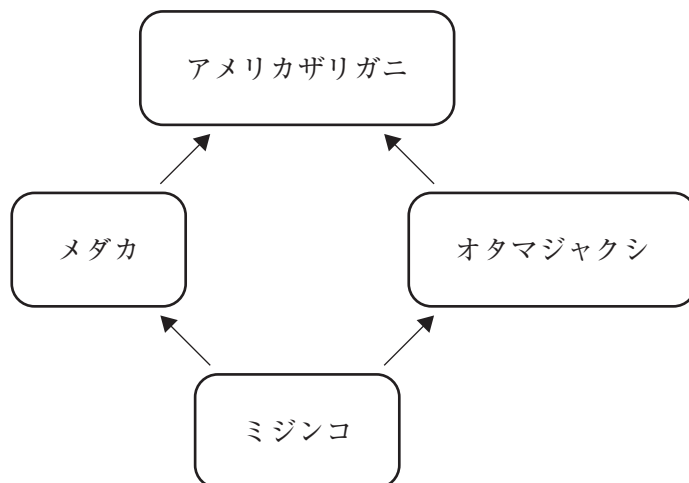 アメリカザリガニ
メダカ
オタマジャクシ
ミジンコ